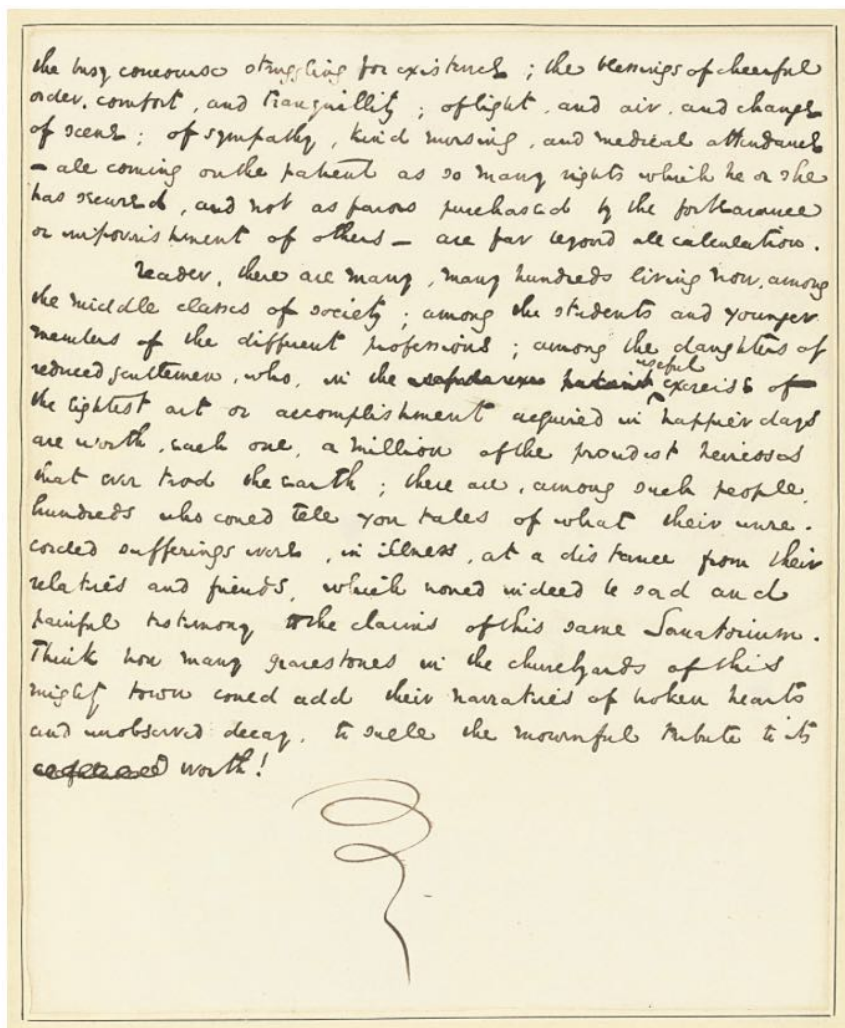 the busy concourse struggling for existence ; the blessings of cheerful
order, comfort, and tranquillity ; of light, and air, and change
of scene ; of sympathy, kind nursing, and medical attendance
– all coming on the patient as so many rights which he or she
has secured, and not as favors purchased by the forbearance
or impoverishment of others – are far beyond all calculation.
Reader, there are many, many hundreds living now, among
the middle classes of society ; among the students and younger
members of the different professions ; among the daughters of
reduced gentlemen, who, in the useful exercise of
the lightest art or accomplishment acquired in happier days
are worth, each one, a million of the proudest heiresses
that ever trod the earth ; there are, among such people,
hundreds who could tell you tales of what their unre-
corded sufferings were, in illness, at a distance from their
relatives and friends, which would indeed be sad and
painful testimony to the claims of this same Sanatorium.
Think how many gravestones in the churchyards of this
mighty town could add their narratives of broken hearts
and unobserved decay, to swell the mournful tribute to its
worth!